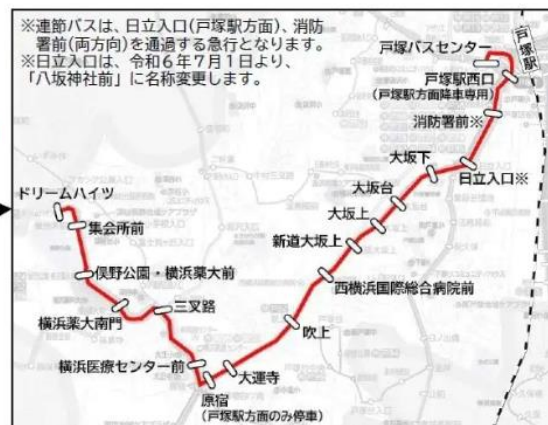 ※連節バスは、日立入口(戸塚駅方面)、消防
署前(両方向)を通過する急行となります。
※日立入口は、令和6年7月1日より、
「八坂神社前」に名称変更します。
戸塚駅
戸塚バスセンター
戸塚駅西口
(戸塚駅方面降車専用)
消防署前※
日立入口※
大坂下
大坂台
大坂上
新道大坂上
西横浜国際総合病院前
吹上
大運寺
原宿
(戸塚駅方面のみ停車)
横浜医療センター前
三叉路
横浜薬大南門
俣野公園・横浜薬大前
集会所前
ドリームハイツ